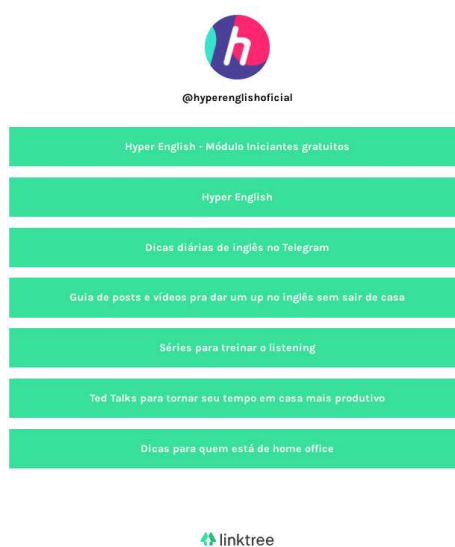 h
@hyperenglishoficial
Hyper English - Módulo Iniciantes gratuitos
Hyper English
Dicas diárias de inglês no Telegram
Guia de posts e vídeos pra dar um up no inglês sem sair de casa
Séries para treinar o listening
Ted Talks para tornar seu tempo em casa mais produtivo
Dicas para quem está de home office
linktree